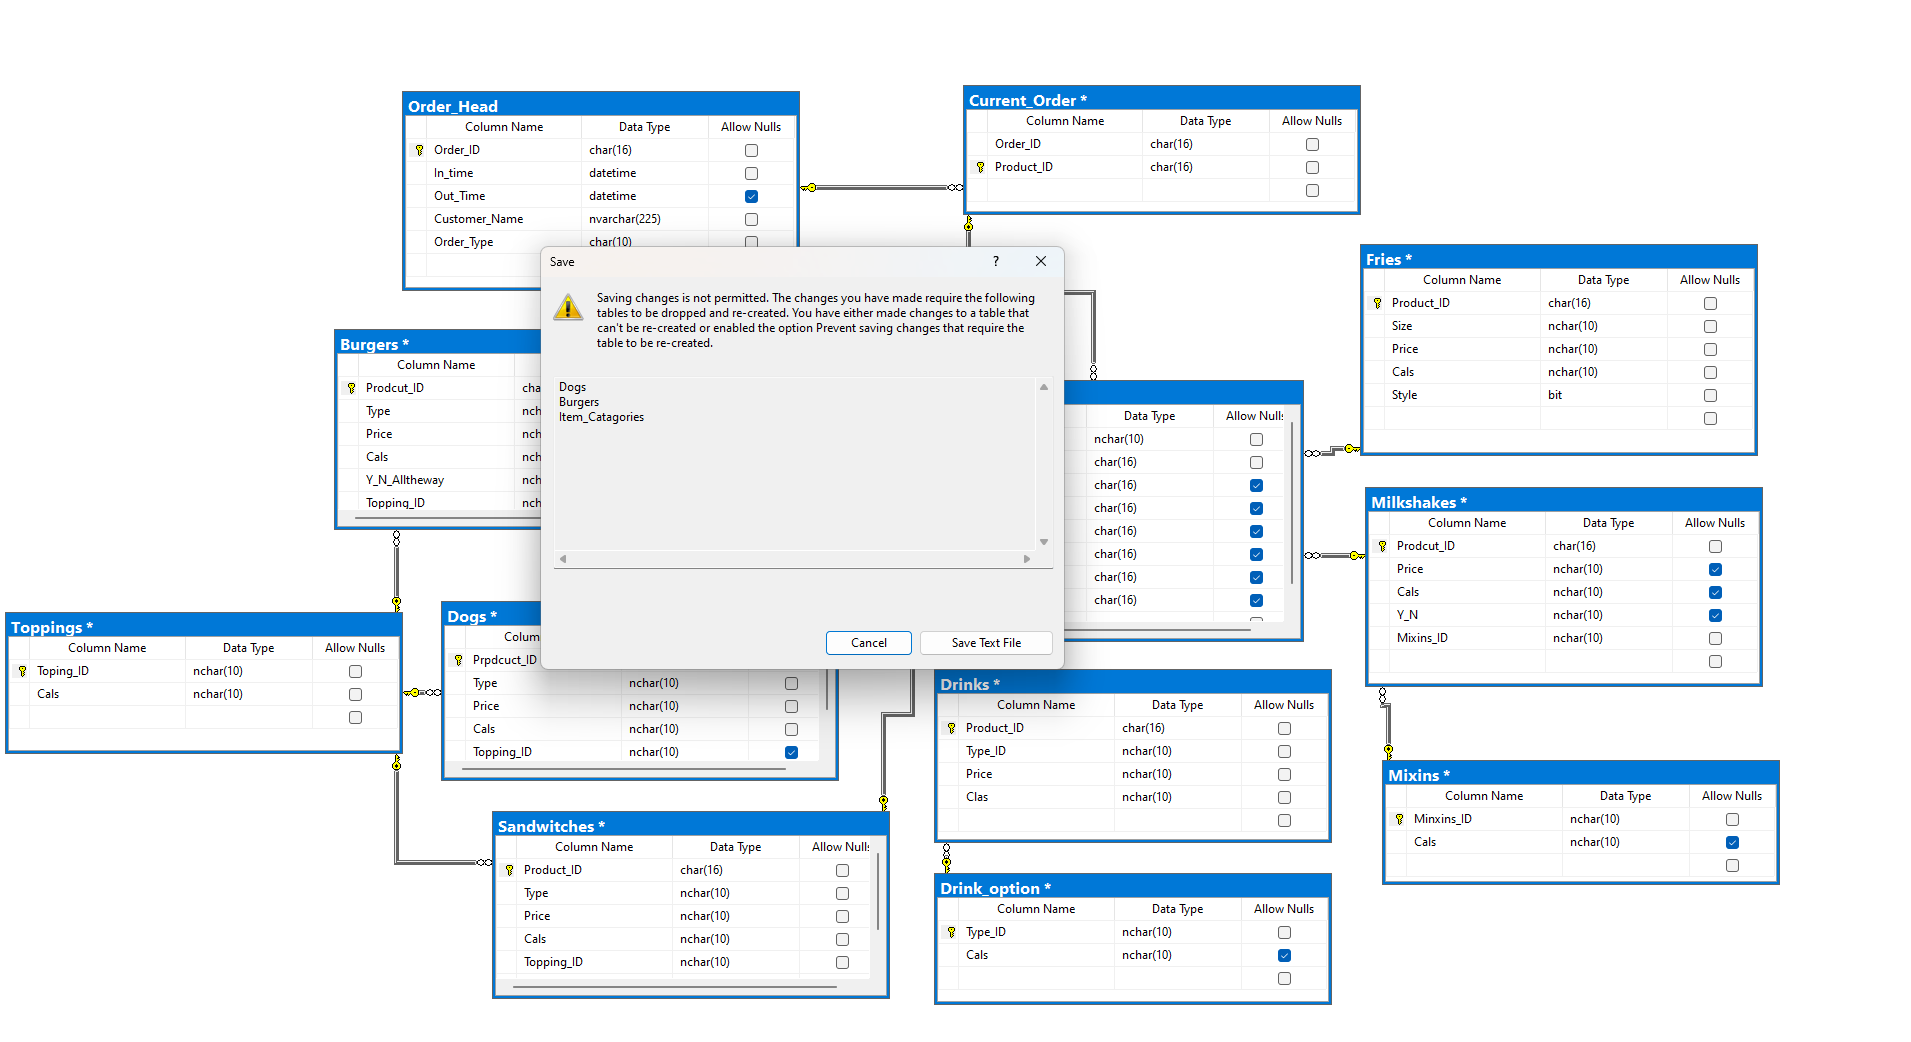 Order_Head
Column Name Data Type Allow Nulls
Order_ID char(16)
In_time datetime
Out_Time datetime
Customer_Name nvarchar(225)
Order_Type char(10)
Current_Order *
Column Name Data Type Allow Nulls
Order_ID char(16)
Product_ID char(16)
Save ?
Saving changes is not permitted. The changes you have made require the following
tables to be dropped and re-created. You have either made changes to a table that
can't be re-created or enabled the option Prevent saving changes that require the
table to be re-created.
Dogs
Burgers
Item_Catagories
Cancel Save Text File
Fries *
Column Name Data Type Allow Nulls
Product_ID char(16)
Size nchar(10)
Price nchar(10)
Cals nchar(10)
Style bit
Burgers *
Column Name
Prodcut_ID cha
Type nch
Price nch
Cals nch
Y_N_Alltheway nch
Topping_ID nch
Data Type Allow Nulls
nchar(10)
char(16)
char(16)
char(16)
char(16)
char(16)
char(16)
char(16)
Milkshakes *
Column Name Data Type Allow Nulls
Prodcut_ID char(16)
Price nchar(10)
Cals nchar(10)
Y_N nchar(10)
Mixins_ID nchar(10)
Toppings *
Column Name Data Type Allow Nulls
Toping_ID nchar(10)
Cals nchar(10)
Dogs *
Colum
Prpdcuct_ID
Type nchar(10)
Price nchar(10)
Cals nchar(10)
Topping_ID nchar(10)
Drinks *
Column Name Data Type Allow Nulls
Product_ID char(16)
Type_ID nchar(10)
Price nchar(10)
Clas nchar(10)
Mixins *
Column Name Data Type Allow Nulls
Minxins_ID nchar(10)
Cals nchar(10)
Sandwitches *
Column Name Data Type Allow Nulls
Product_ID char(16)
Type nchar(10)
Price nchar(10)
Cals nchar(10)
Topping_ID nchar(10)
Drink_option *
Column Name Data Type Allow Nulls
Type_ID nchar(10)
Cals nchar(10)